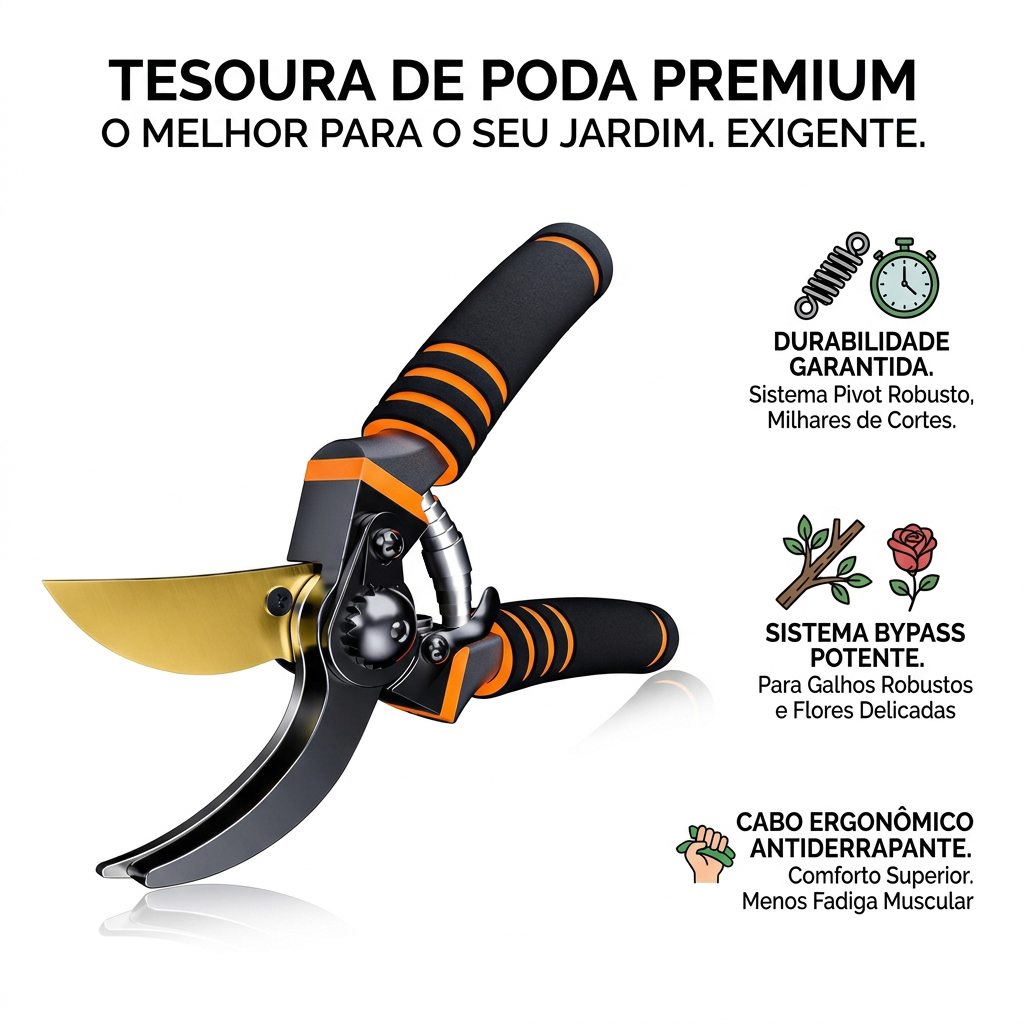 TESOURA DE PODA PREMIUM
O MELHOR PARA O SEU JARDIM. EXIGENTE.
DURABILIDADE
GARANTIDA.
Sistema Pivot Robusto,
Milhares de Cortes.
SISTEMA BYPASS
POTENTE.
Para Galhos Robustos
e Flores Delicadas
CABO ERGONÔMICO
ANTIDERRAPANTE.
Comforto Superior.
Menos Fadiga Muscular